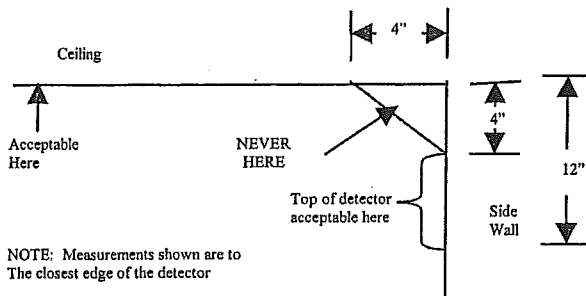 4"
Ceiling
Acceptable
Here
NEVER
HERE
4"
12"
Top of detector
acceptable here
Side
Wall
NOTE: Measurements shown are to
The closest edge of the detector